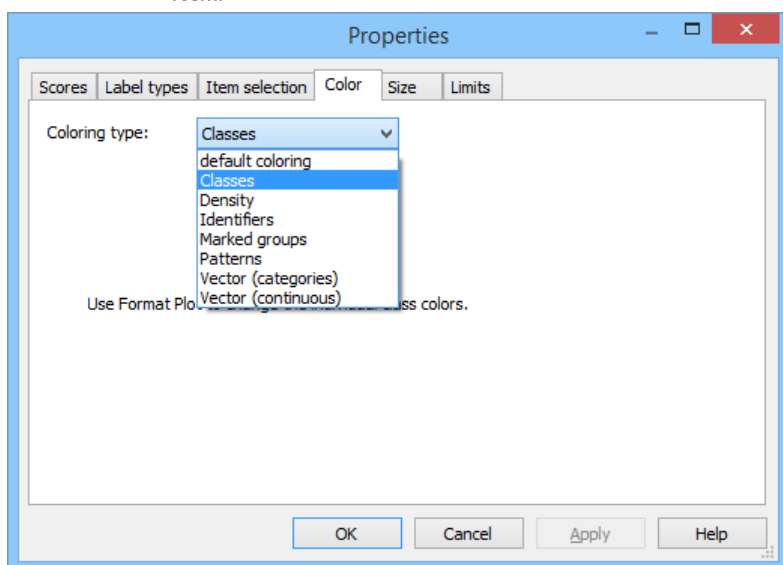 Properties
Scores Label types Item selection Color Size Limits
Coloring type: Classes
default coloring
Classes
Density
Identifiers
Marked groups
Patterns
Vector (categories)
Vector (continuous)
Use Format Plo colors.
OK Cancel Apply Help